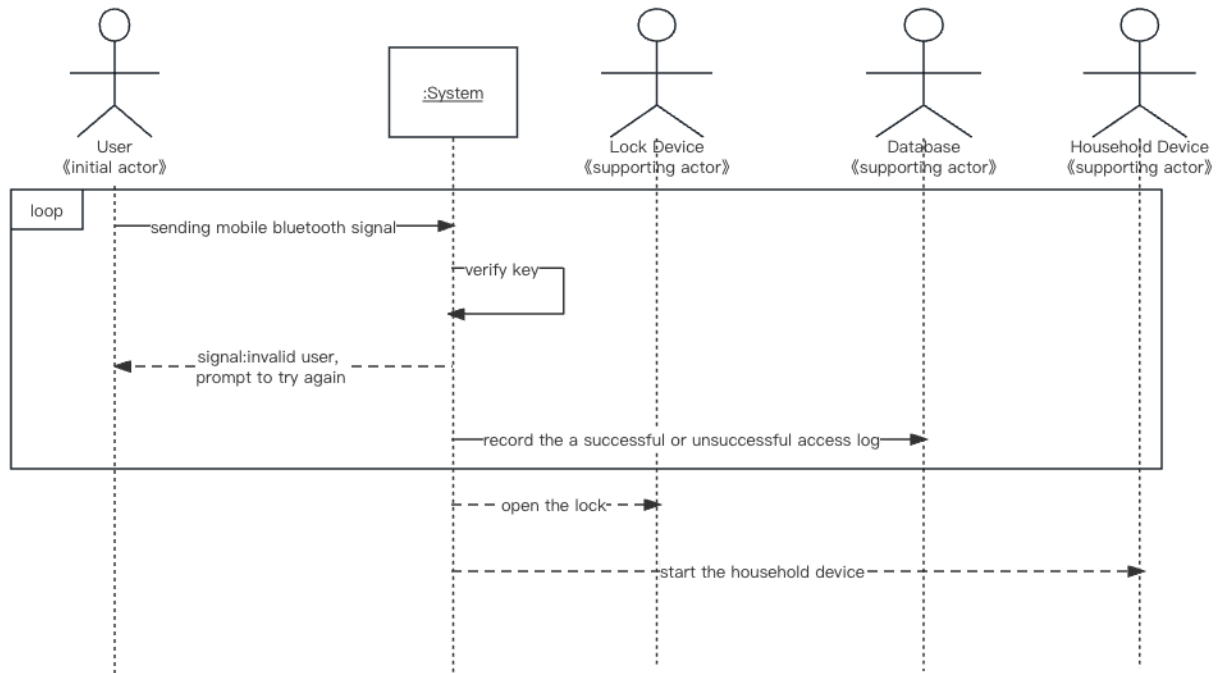 :System
User
《initial actor》
Lock Device
《supporting actor》
Database
《supporting actor》
Household Device
《supporting actor》
loop
sending mobile bluetooth signal
verify key
signal:invalid user,
prompt to try again
record the a successful or unsuccessful access log
open the lock
start the household device